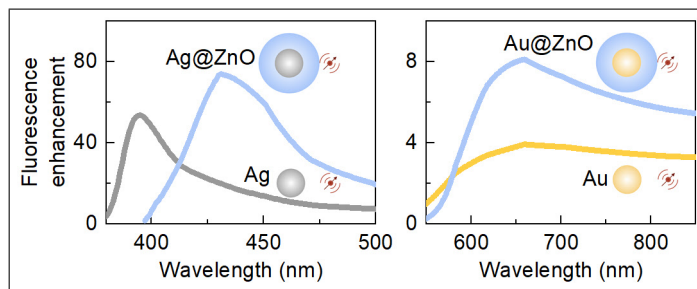 Fluorescence
enhancement
80
40
0
Ag@ZnO
Ag
400
450
500
Wavelength (nm)
8
4
0
Au@ZnO
Au
600
700
800
Wavelength (nm)